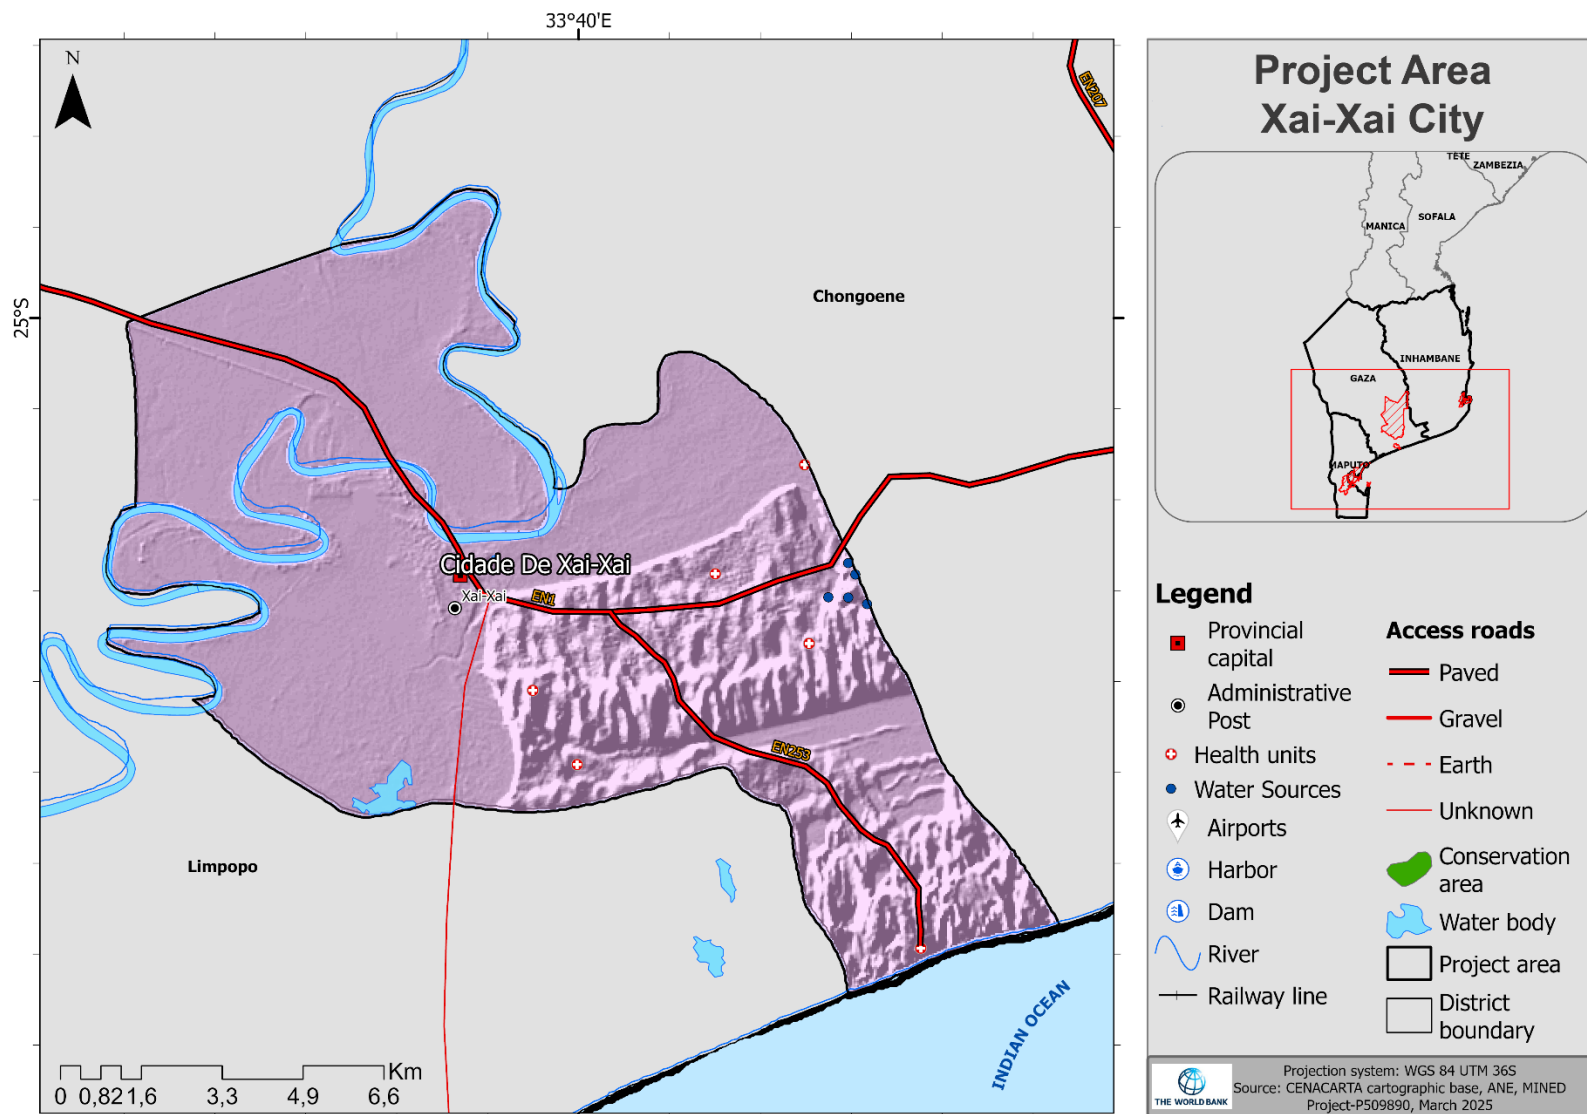 33°40'E
N
25°S
EN207
Chongoene
Cidade De Xai-Xai
Xai-Xai
EN1
EN253
Limpopo
INDIAN OCEAN
Km
0 0,821,6 3,3 4,9 6,6
Project Area
Xai-Xai City
TETE
ZAMBEZIA
SOFALA
MANICA
INHAMBANE
GAZA
MAPUTO
Legend
Provincial
capital
Administrative
Post
Health units
Water Sources
Airports
Harbor
Dam
River
Railway line
Access roads
Paved
Gravel
Earth
Unknown
Conservation
area
Water body
Project area
District
boundary
THE WORLD BANK
Projection system: WGS 84 UTM 36S
Source: CENACARTA cartographic base, ANE, MINED
Project-P509890, March 2025